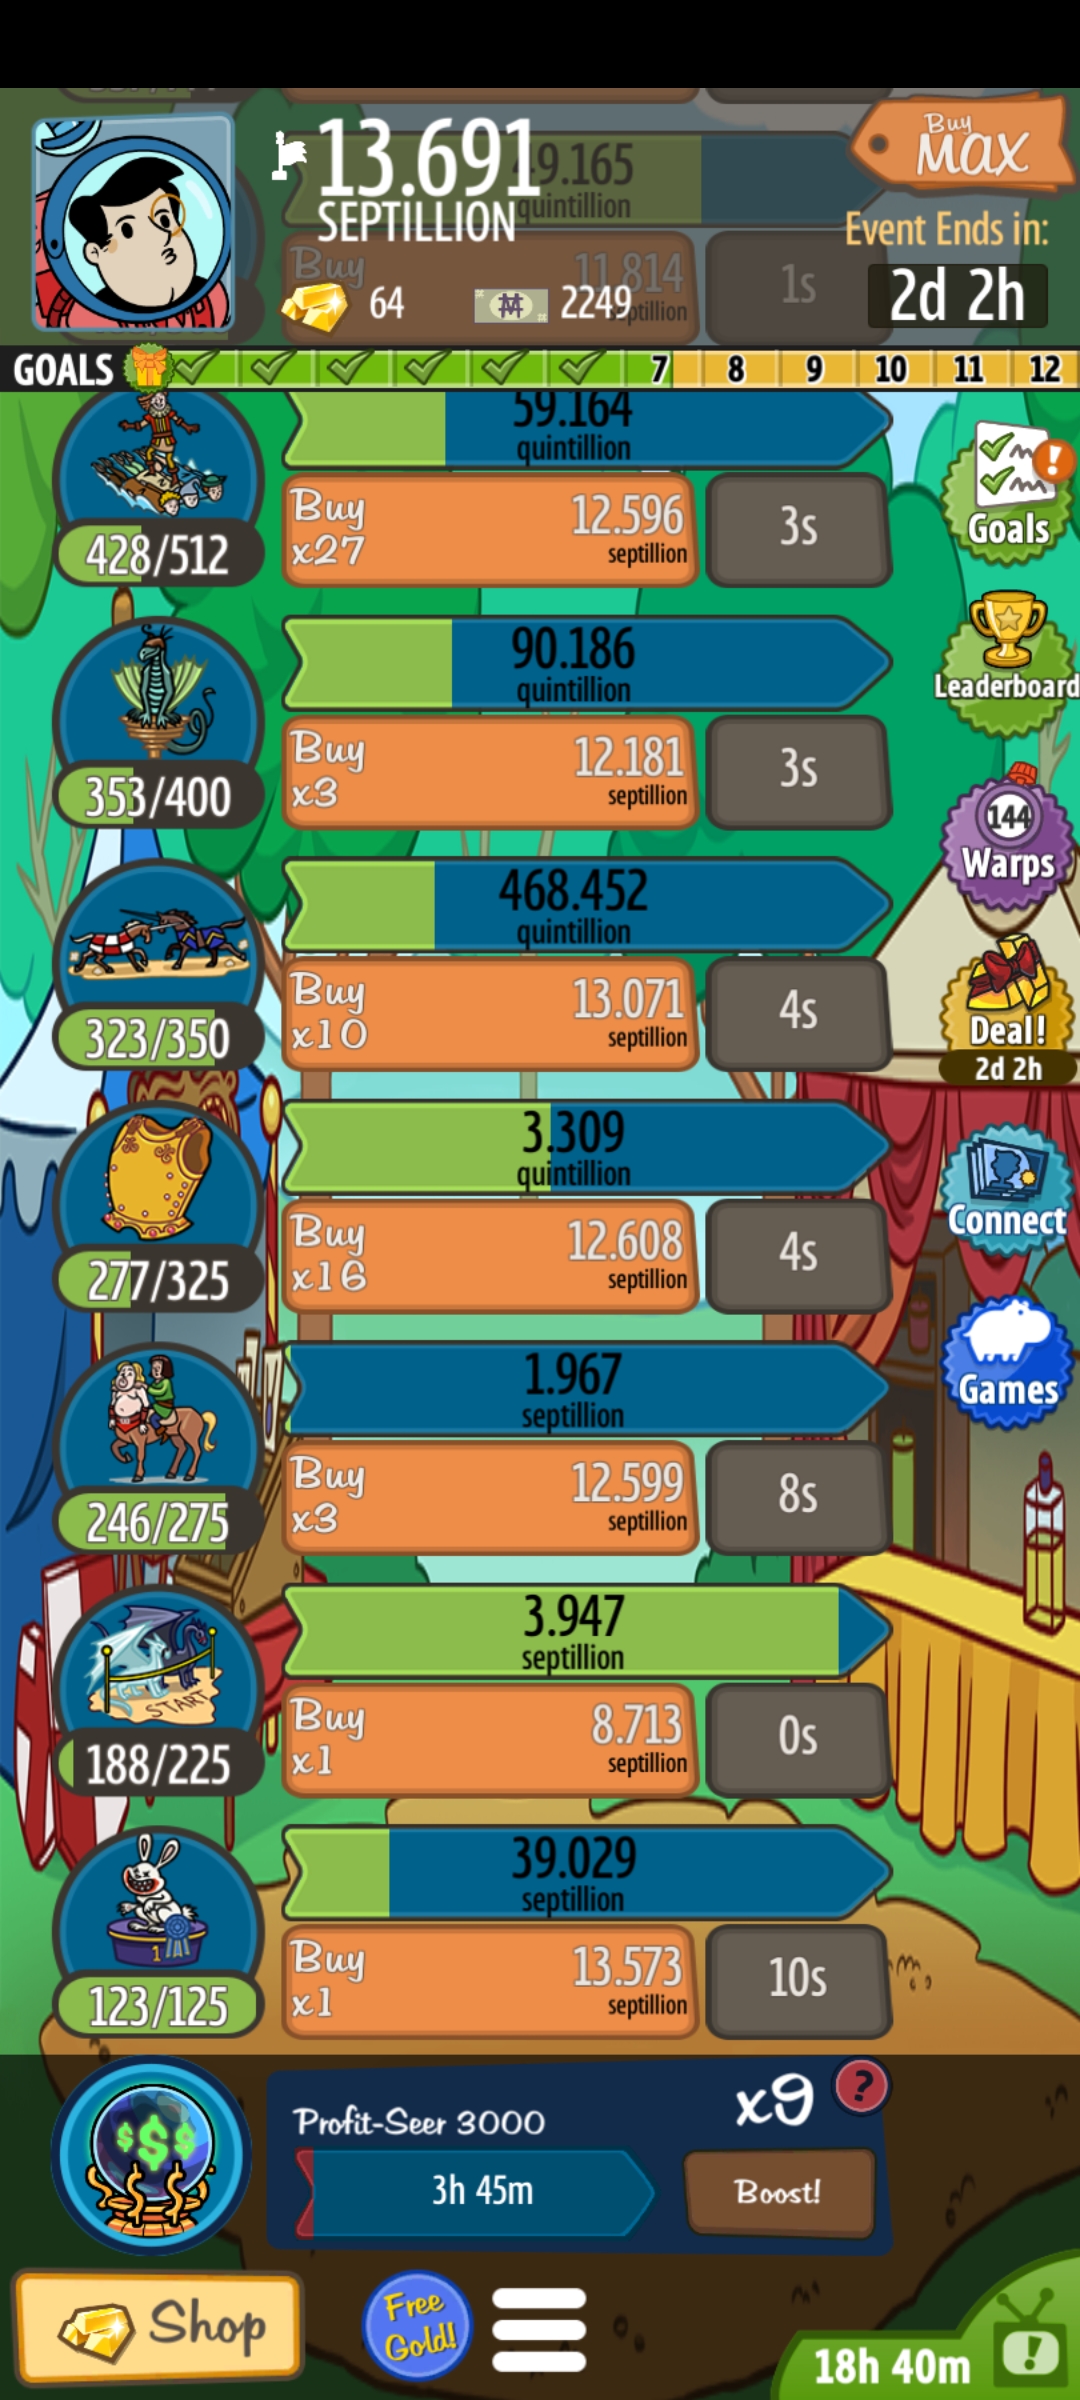 13.691
SEPTILLION
49.165
quintillion
Buy
MAX
Event Ends in:
2d 2h
Buy
11.814
septillion
1s
64
2249
GOALS
7
8
9
10
11
12
59.164
quintillion
428/512
Buy
x27
12.596
septillion
3s
Goals
90.186
quintillion
353/400
Buy
x3
12.181
septillion
3s
Leaderboard
144
Warps
468.452
quintillion
323/350
Buy
x10
13.071
septillion
4s
Deal!
2d 2h
3.309
quintillion
277/325
Buy
x16
12.608
septillion
4s
Connect
1.967
septillion
246/275
Buy
x3
12.599
septillion
8s
Games
3.947
septillion
START
188/225
Buy
x1
8.713
septillion
0s
39.029
septillion
1
123/125
Buy
x1
13.573
septillion
10s
$$$
Profit-Seer 3000
x9
?
3h 45m
Boost!
Shop
Free
Gold!
18h 40m